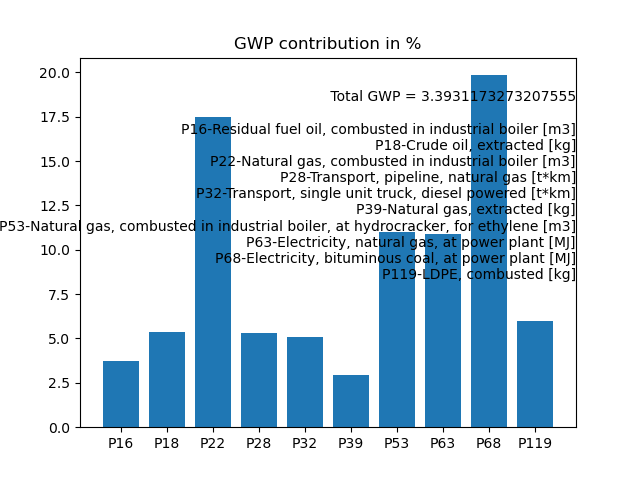 GWP contribution in %
20.0
17.5
15.0
12.5
10.0
7.5
5.0
2.5
0.0
Total GWP = 3.3931173273207555
P16-Residual fuel oil, combusted in industrial boiler [m3]
P18-Crude oil, extracted [kg]
P22-Natural gas, combusted in industrial boiler [m3]
P28-Transport, pipeline, natural gas [t*km]
P32-Transport, single unit truck, diesel powered [t*km]
P39-Natural gas, extracted [kg]
P53-Natural gas, combusted in industrial boiler, at hydrocracker, for ethylene [m3]
P63-Electricity, natural gas, at power plant [MJ]
P68-Electricity, bituminous coal, at power plant [MJ]
P119-LDPE, combusted [kg]
P16 P18 P22 P28 P32 P39 P53 P63 P68 P119